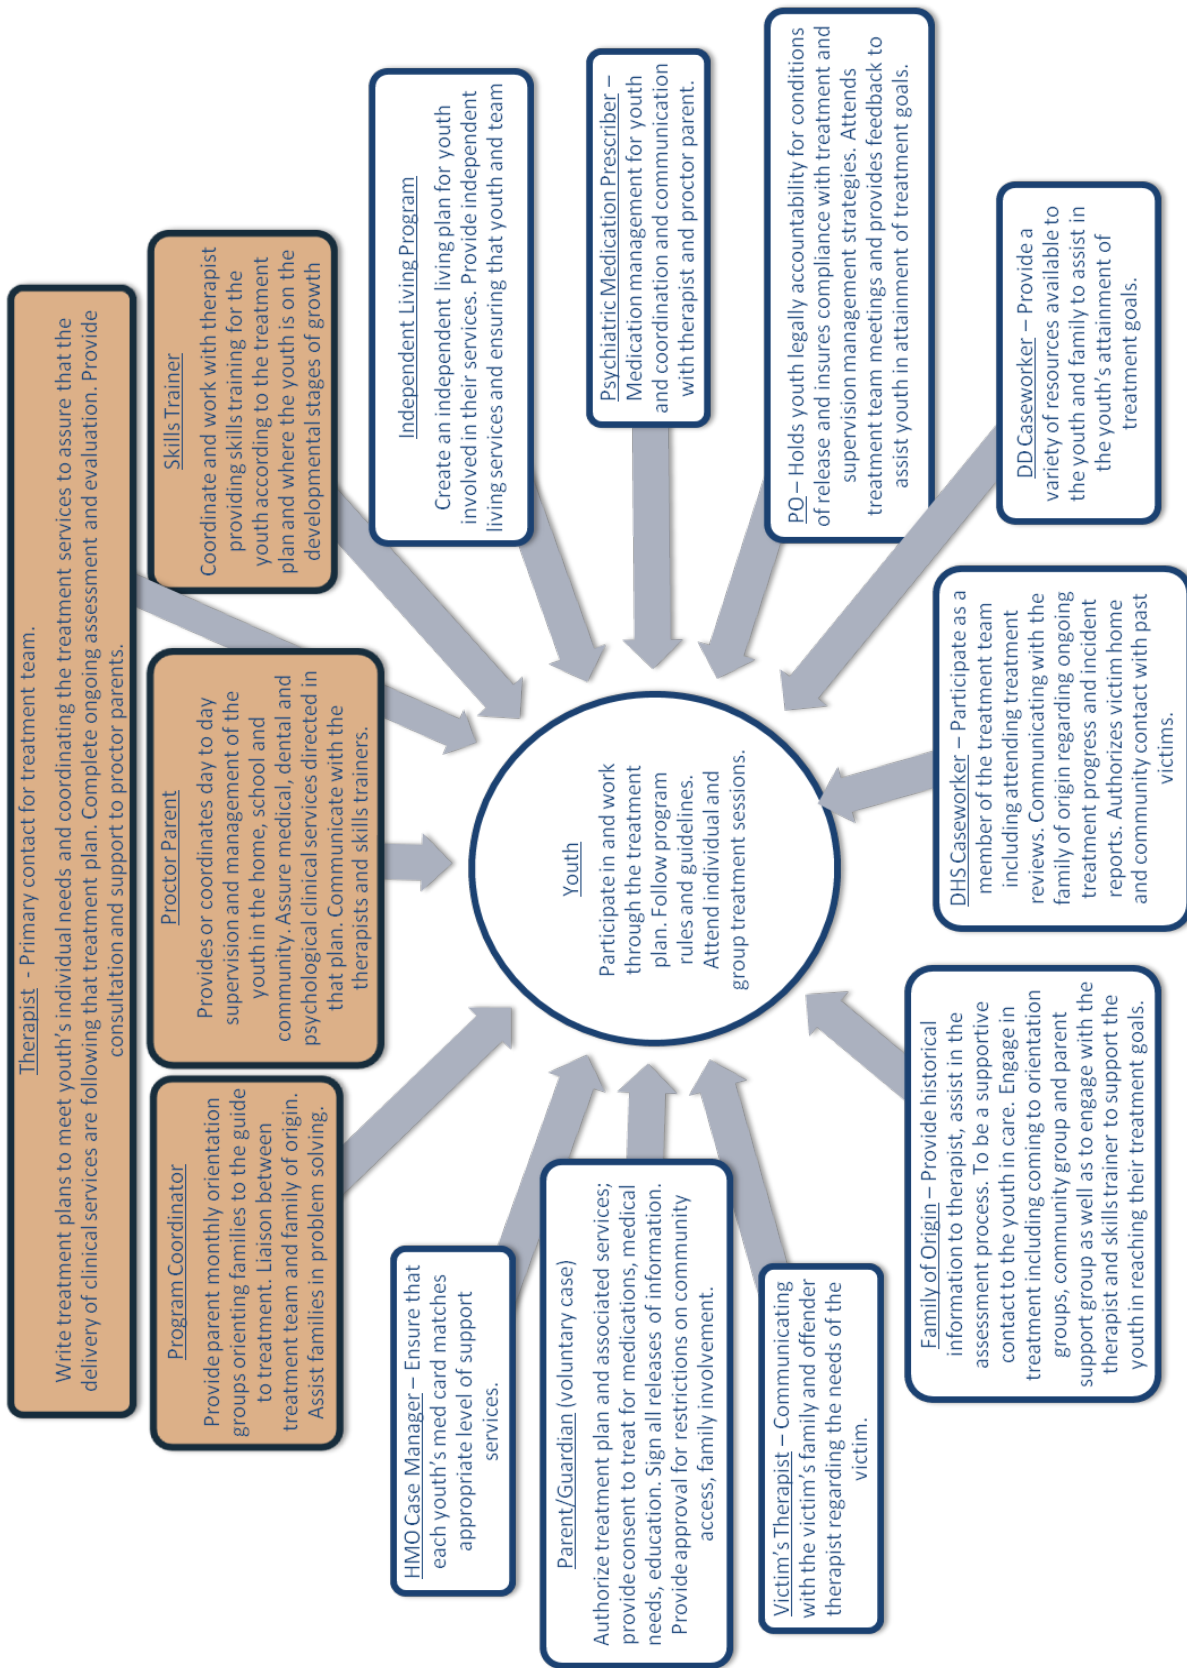 Therapist - Primary contact for treatment team.
Write treatment plans to meet youth's individual needs and coordinating the treatment services to assure that the
delivery of clinical services are following that treatment plan. Complete ongoing assessment and evaluation. Provide
consultation and support to proctor parents.
Program Coordinator
Provide parent monthly orientation
groups orienting families to the guide
to treatment. Liaison between
treatment team and family of origin.
Assist families in problem solving.
Proctor Parent
Provides or coordinates day to day
supervision and management of the
youth in the home, school and
community. Assure medical, dental and
psychological clinical services directed in
that plan. Communicate with the
therapists and skills trainers.
Skills Trainer
Coordinate and work with therapist
providing skills training for the
youth according to the treatment
plan and where the youth is on the
developmental stages of growth
HMO Case Manager – Ensure that
each youth's med card matches
appropriate level of support
services.
Independent Living Program
Create an independent living plan for youth
involved in their services. Provide independent
living services and ensuring that youth and team
Parent/Guardian (voluntary case)
Authorize treatment plan and associated services;
provide consent to treat for medications, medical
needs, education. Sign all releases of information.
Provide approval for restrictions on community
access, family involvement.
Youth
Participate in and work
through the treatment
plan. Follow program
rules and guidelines.
Attend individual and
group treatment sessions.
Psychiatric Medication Prescriber –
Medication management for youth
and coordination and communication
with therapist and proctor parent.
Victim's Therapist – Communicating
with the victim's family and offender
therapist regarding the needs of the
victim.
PO – Holds youth legally accountability for conditions
of release and insures compliance with treatment and
supervision management strategies. Attends
treatment team meetings and provides feedback to
assist youth in attainment of treatment goals.
Family of Origin – Provide historical
information to therapist, assist in the
assessment process. To be a supportive
contact to the youth in care. Engage in
treatment including coming to orientation
groups, community group and parent
support group as well as to engage with the
therapist and skills trainer to support the
youth in reaching their treatment goals.
DHS Caseworker – Participate as a
member of the treatment team
including attending treatment
reviews. Communicating with the
family of origin regarding ongoing
treatment progress and incident
reports. Authorizes victim home
and community contact with past
victims.
DD Caseworker – Provide a
variety of resources available to
the youth and family to assist in
the youth's attainment of
treatment goals.